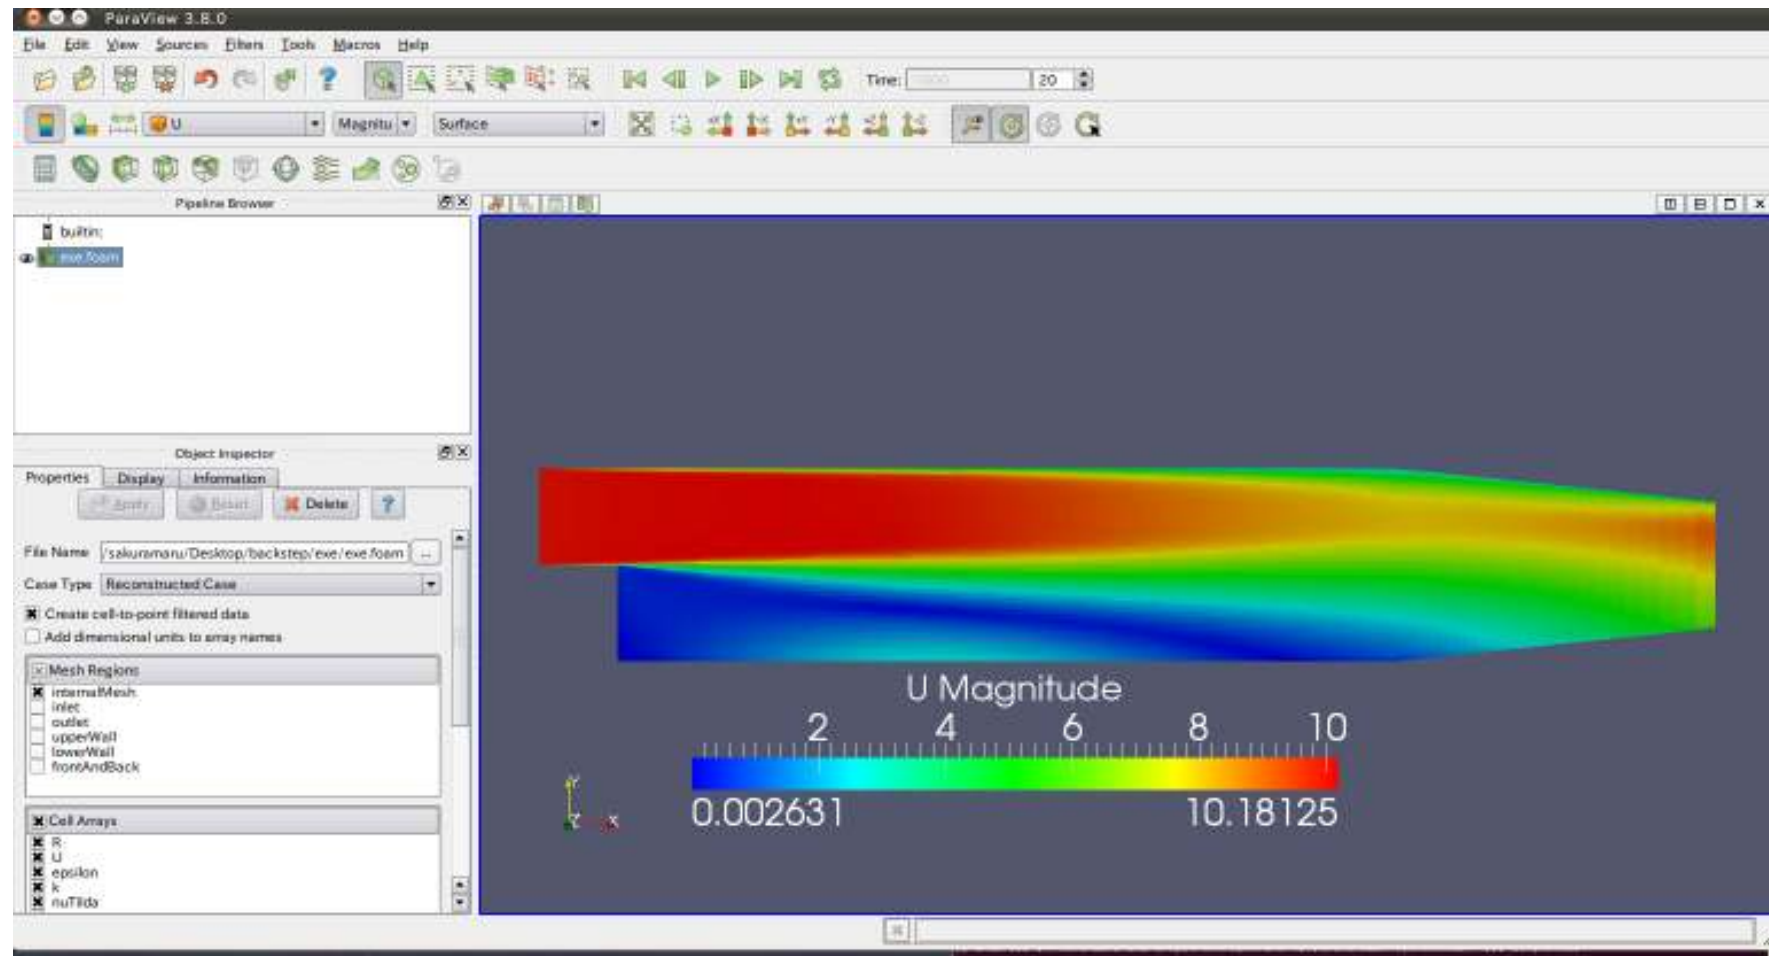 ParaView 3.8.0
File Edit View Sources Filters Tools Macros Help
Time: 20
U Magnitu Surface
Pipeline Browser
builtin:
exe.foam
Object Inspector
Properties Display Information
Apply Reset Delete ?
File Name /sakuramaru/Desktop/backstep/exe/exe.foam ...
Case Type Reconstructed Case
Create cell-to-point filtered data
Add dimensional units to array names
Mesh Regions
internalMesh
inlet
outlet
upperWall
lowerWall
frontAndBack
Cell Arrays
R
U
epsilon
k
nuTilda
U Magnitude
2 4 6 8 10
0.002631 10.18125
Y
Z X